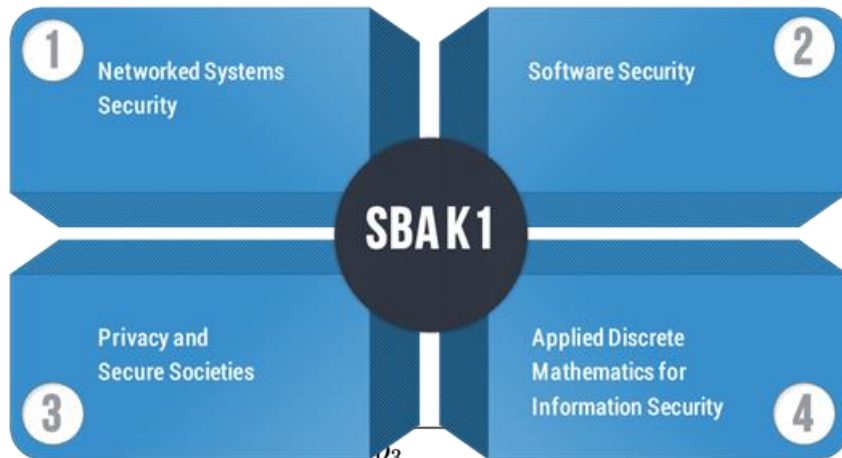 1
Networked Systems
Security
2
Software Security
SBA K1
3
Privacy and
Secure Societies
4
Applied Discrete
Mathematics for
Information Security